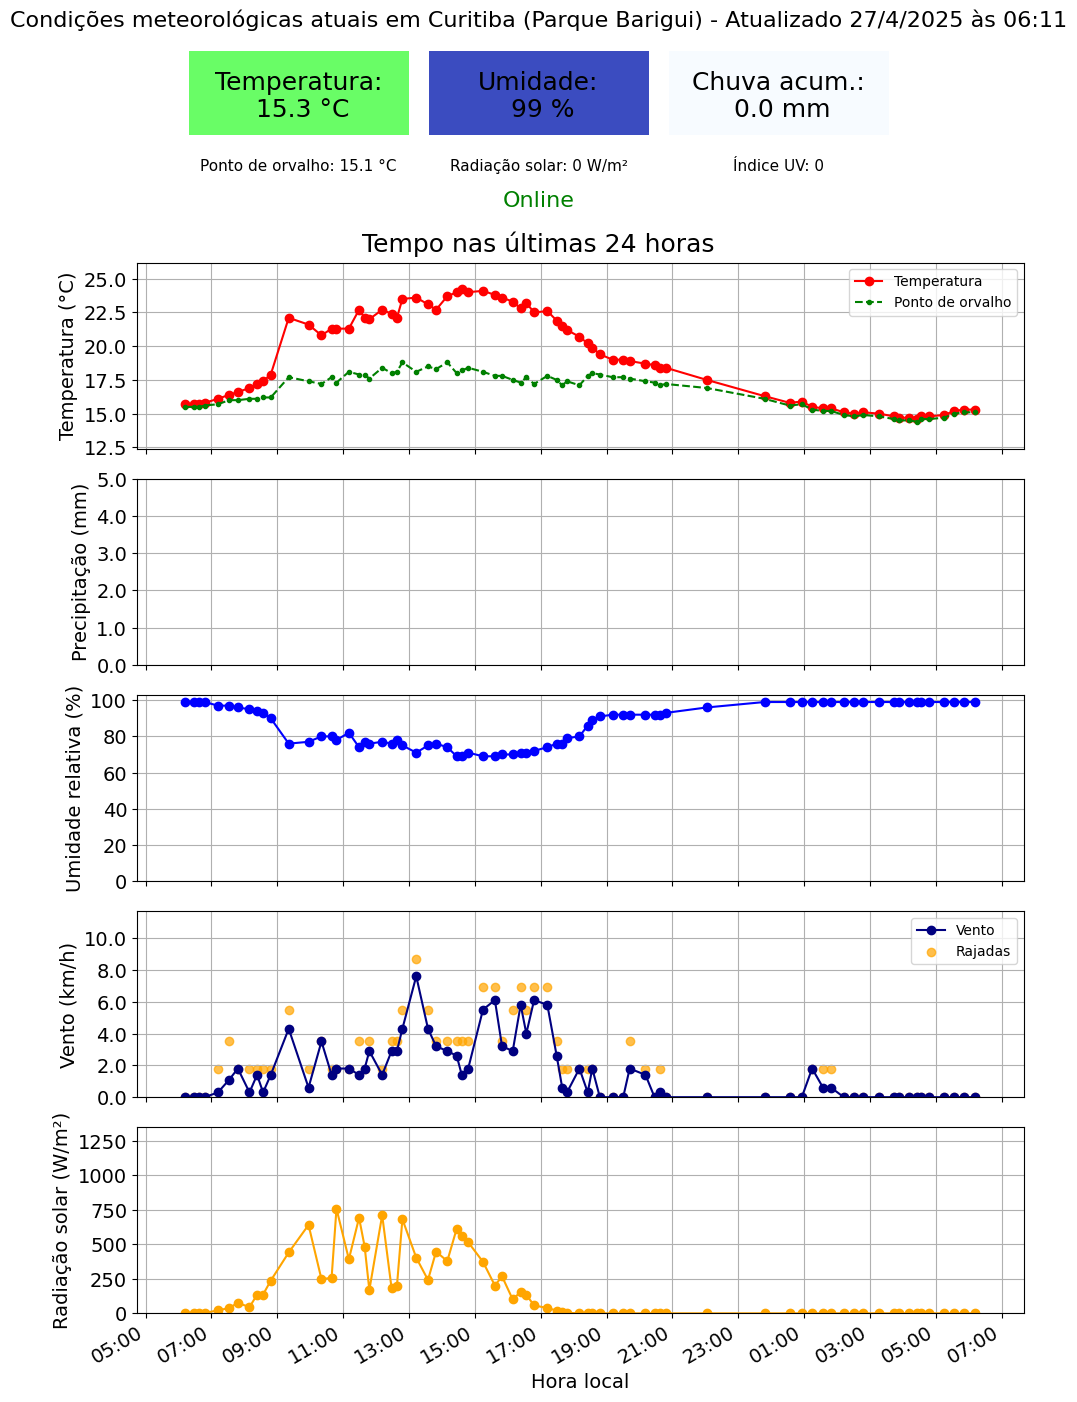 Condições meteorológicas atuais em Curitiba (Parque Barigui) - Atualizado 27/4/2025 às 06:11
Temperatura:
15.3 °C
Umidade:
99 %
Chuva acum.:
0.0 mm
Ponto de orvalho: 15.1 °C
Radiação solar: 0 W/m²
Índice UV: 0
Online
Tempo nas últimas 24 horas
Temperatura (°C)
25.0
22.5
20.0
17.5
15.0
12.5
Temperatura
Ponto de orvalho
Precipitação (mm)
5.0
4.0
3.0
2.0
1.0
0.0
Umidade relativa (%)
100
80
60
40
20
0
Vento (km/h)
10.0
8.0
6.0
4.0
2.0
0.0
Vento
Rajadas
Radiação solar (W/m²)
1250
1000
750
500
250
0
05:00
07:00
09:00
11:00
13:00
15:00
17:00
19:00
21:00
23:00
01:00
03:00
05:00
07:00
Hora local